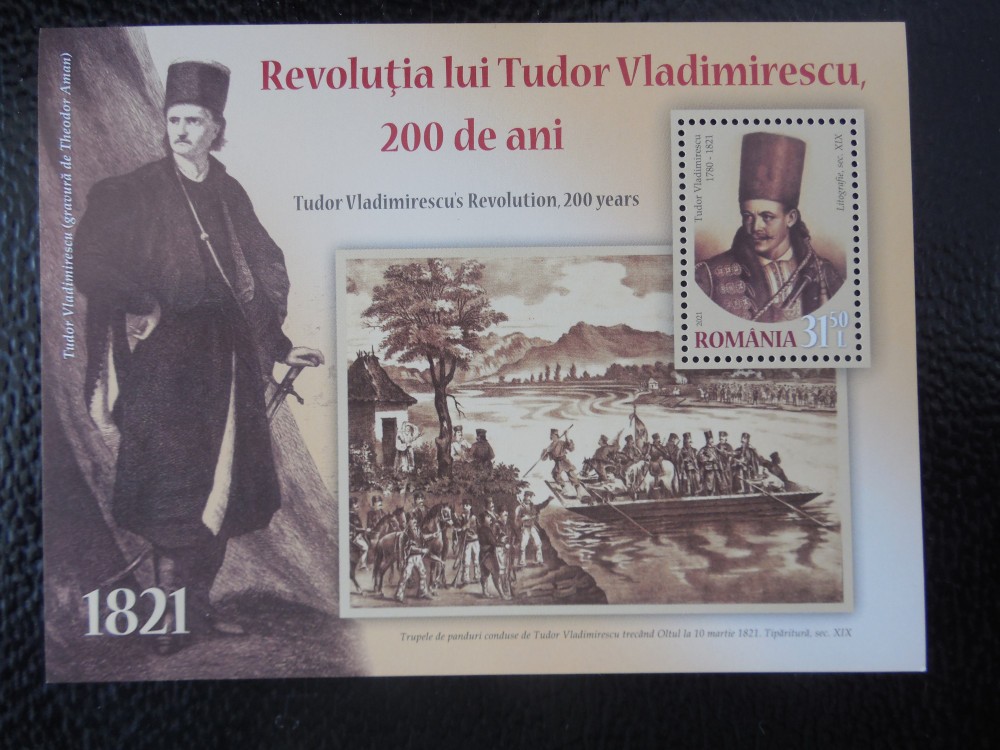 Revoluţia lui Tudor Vladimirescu,
200 de ani
Tudor Vladimirescu's Revolution, 200 years
Tudor Vladimirescu (gravură de Theodor Aman)
1821
Tudor Vladimirescu
1780 - 1821
Litografie, sec. XIX
2021
ROMÂNIA 3150 L
Trupele de panduri conduse de Tudor Vladimirescu trecând Oltul la 10 martie 1821. Tipăritură, sec. XIX